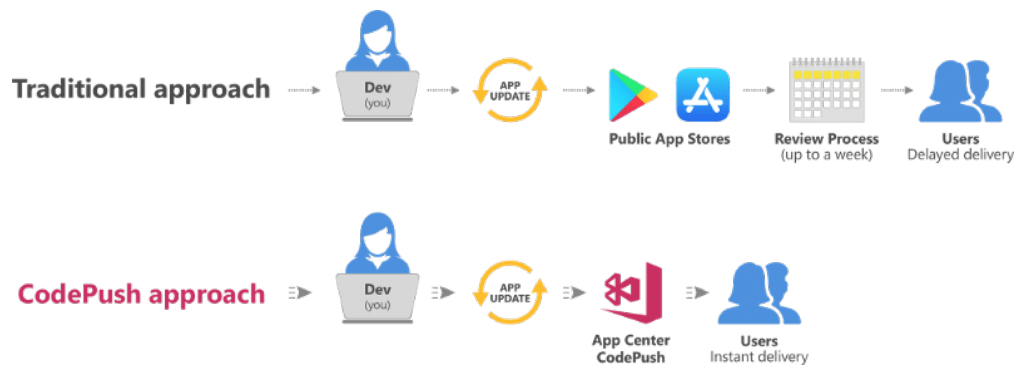 Traditional approach
Dev
(you)
APP
UPDATE
Public App Stores
Review Process
(up to a week)
Users
Delayed delivery
CodePush approach
Dev
(you)
APP
UPDATE
App Center
CodePush
Users
Instant delivery